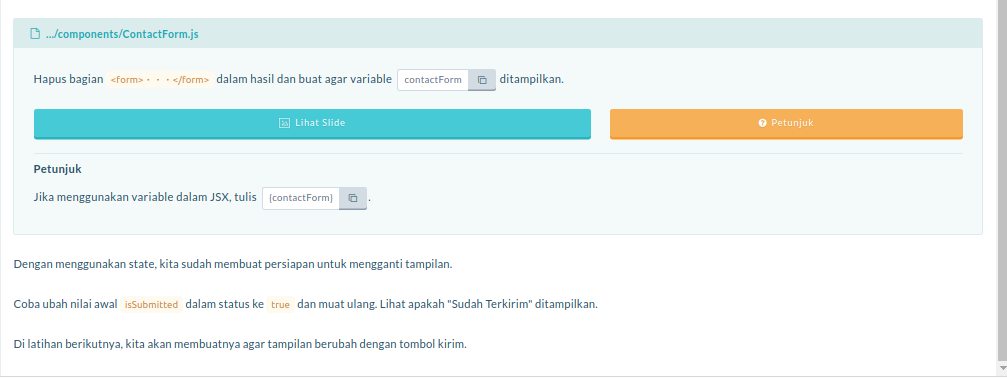 .../components/ContactForm.js
Hapus bagian <form>・・・</form> dalam hasil dan buat agar variable contactForm ditampilkan.
Lihat Slide
Petunjuk
Petunjuk
Jika menggunakan variable dalam JSX, tulis {contactForm} .
Dengan menggunakan state, kita sudah membuat persiapan untuk mengganti tampilan.
Coba ubah nilai awal isSubmitted dalam status ke true dan muat ulang. Lihat apakah "Sudah Terkirim" ditampilkan.
Di latihan berikutnya, kita akan membuatnya agar tampilan berubah dengan tombol kirim.